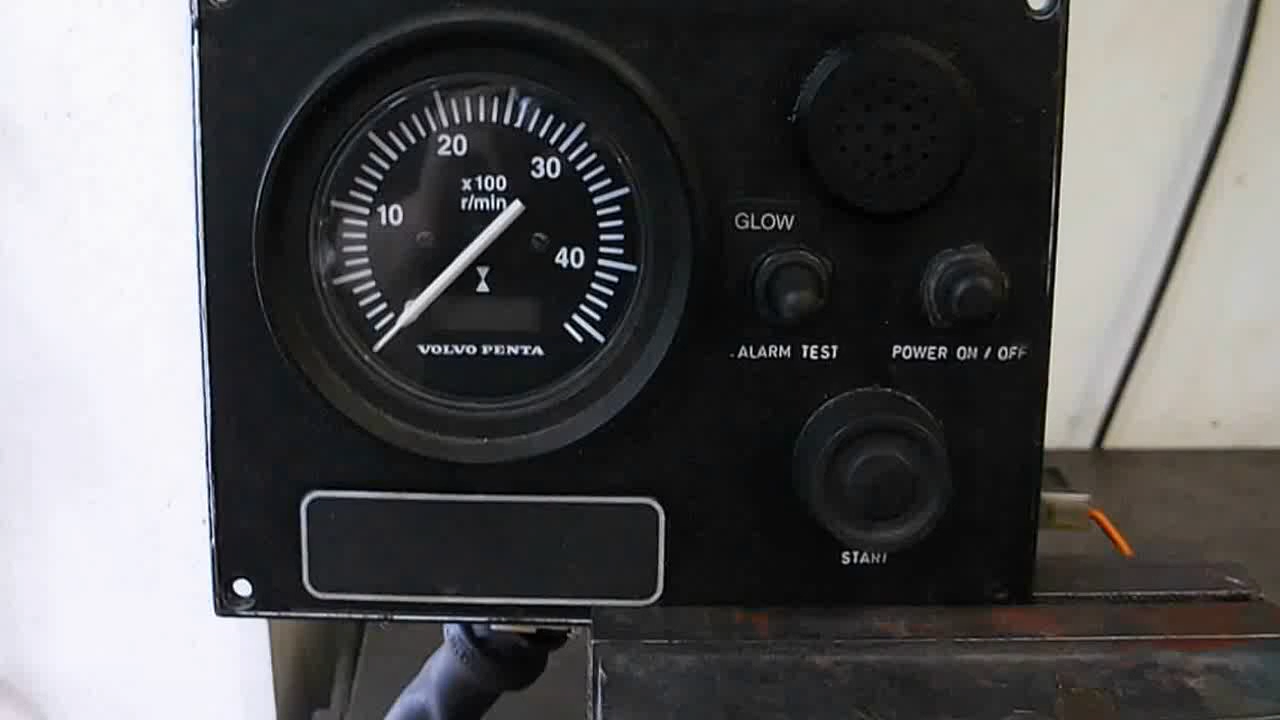 20
30
x100
r/min
10
40
VOLVO PENTA
GLOW
ALARM TEST
POWER ON / OFF
START